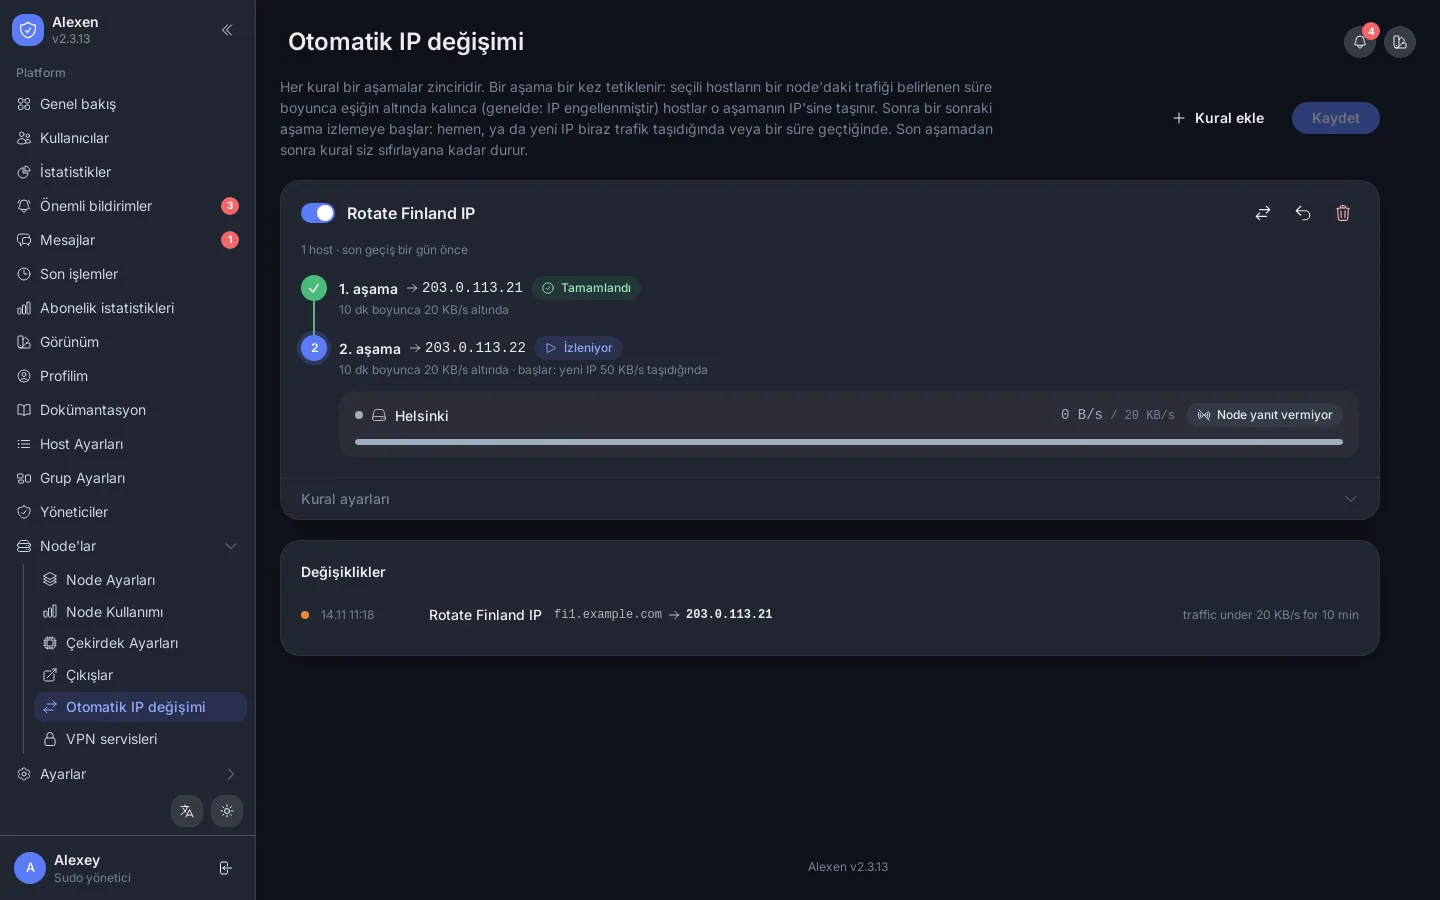 Alexen
v2.3.13
Platform
Genel bakış
Kullanıcılar
İstatistikler
Önemli bildirimler 3
Mesajlar 1
Son işlemler
Abonelik istatistikleri
Görünüm
Profilim
Dokümantasyon
Host Ayarları
Grup Ayarları
Yöneticiler
Node'lar
Node Ayarları
Node Kullanımı
Çekirdek Ayarları
Çıkışlar
Otomatik IP değişimi
VPN servisleri
Ayarlar
A
Alexey
Sudo yönetici
Otomatik IP değişimi
4
Her kural bir aşamalar zinciridir. Bir aşama bir kez tetiklenir: seçili hostların bir node'daki trafiği belirlenen süre
boyunca eşiğin altında kalınca (genelde: IP engellenmiştir) hostlar o aşamanın IP'sine taşınır. Sonra bir sonraki
aşama izlemeye başlar: hemen, ya da yeni IP biraz trafik taşıdığında veya bir süre geçtiğinde. Son aşamadan
sonra kural siz sıfırlayana kadar durur.
Kural ekle
Kaydet
Rotate Finland IP
1 host · son geçiş bir gün önce
1. aşama → 203.0.113.21 Tamamlandı
10 dk boyunca 20 KB/s altında
2 2. aşama → 203.0.113.22 İzleniyor
10 dk boyunca 20 KB/s altında · başlar: yeni IP 50 KB/s taşıdığında
Helsinki 0 B/s / 20 KB/s Node yanıt vermiyor
Kural ayarları
Değişiklikler
14.11 11:18 Rotate Finland IP fi1.example.com → 203.0.113.21 traffic under 20 KB/s for 10 min
Alexen v2.3.13